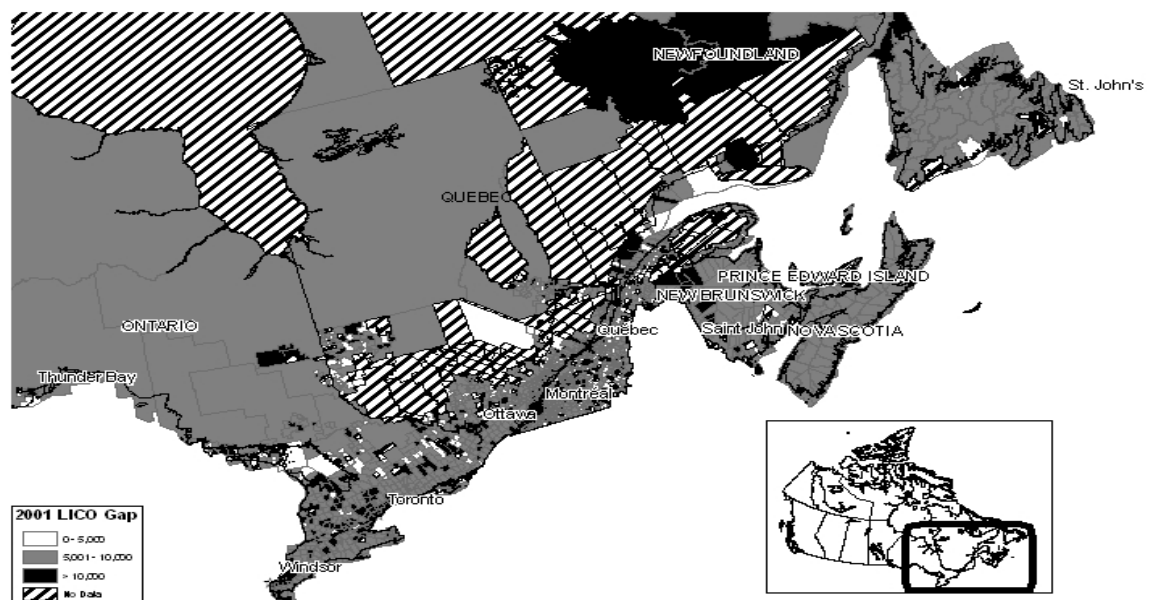 NEWFOUNDLAND
St. John's
QUEBEC
PRINCE EDWARD ISLAND
NEW BRUNSWICK
ONTARIO
Québec
Saint John
NOVA SCOTIA
Thunder Bay
Montréal
Ottawa
Toronto
Windsor
2001 LICO Gap
0 - 5,000
5,001 - 10,000
> 10,000
No Data